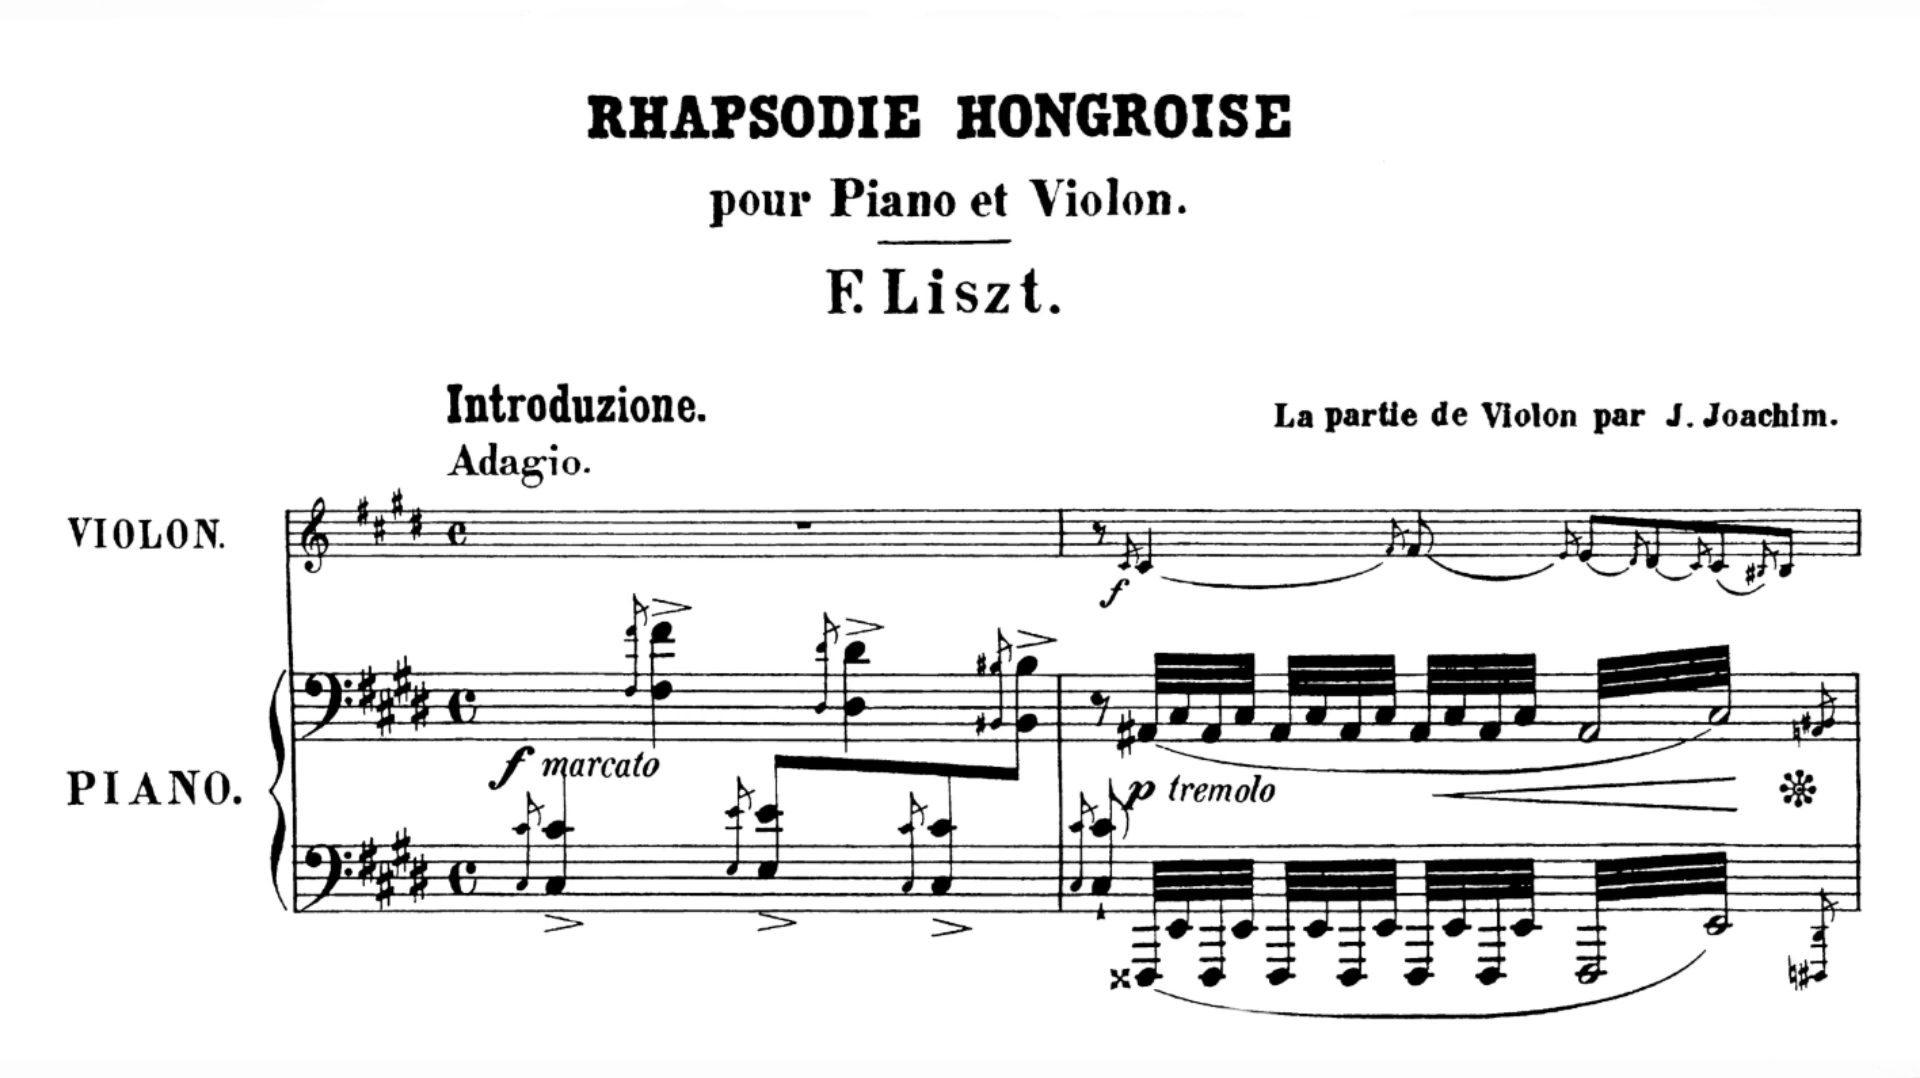 RHAPSODIE HONGROISE
pour Piano et Violon.
F. Liszt.
Introduzione.
La partie de Violon par J. Joachim.
Adagio.
VIOLON.
f
f marcato
PIANO.
p tremolo